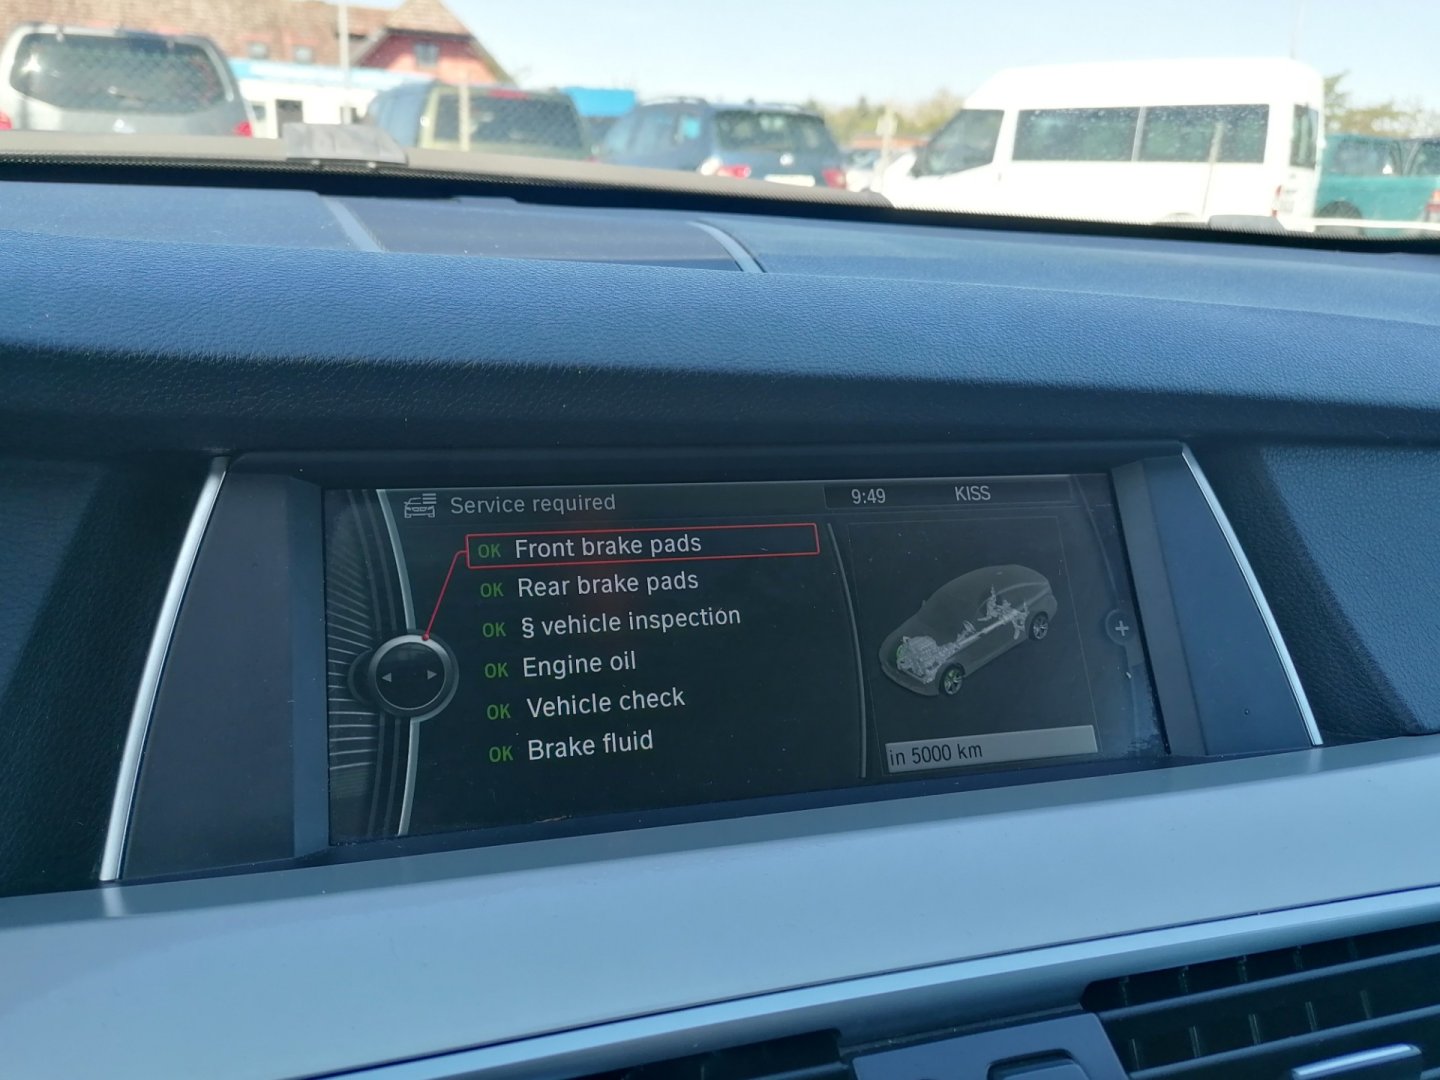 Service required
9:49
KISS
OK Front brake pads
OK Rear brake pads
OK § vehicle inspection
OK Engine oil
OK Vehicle check
OK Brake fluid
in 5000 km